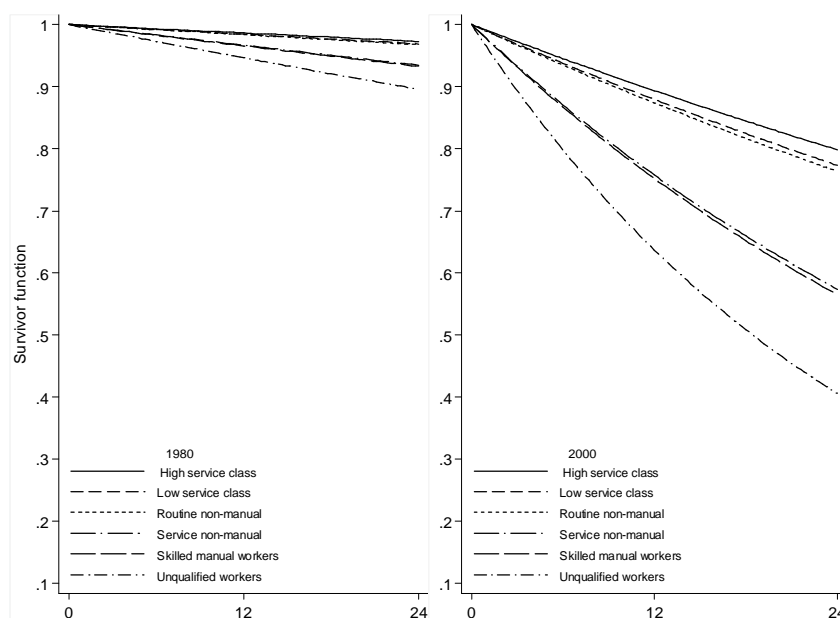 1
.9
.8
.7
.6
.5
.4
.3
.2
.1
Survivor function
1980
High service class
Low service class
Routine non-manual
Service non-manual
Skilled manual workers
Unqualified workers
0 12 24
1
.9
.8
.7
.6
.5
.4
.3
.2
.1
2000
High service class
Low service class
Routine non-manual
Service non-manual
Skilled manual workers
Unqualified workers
0 12 24